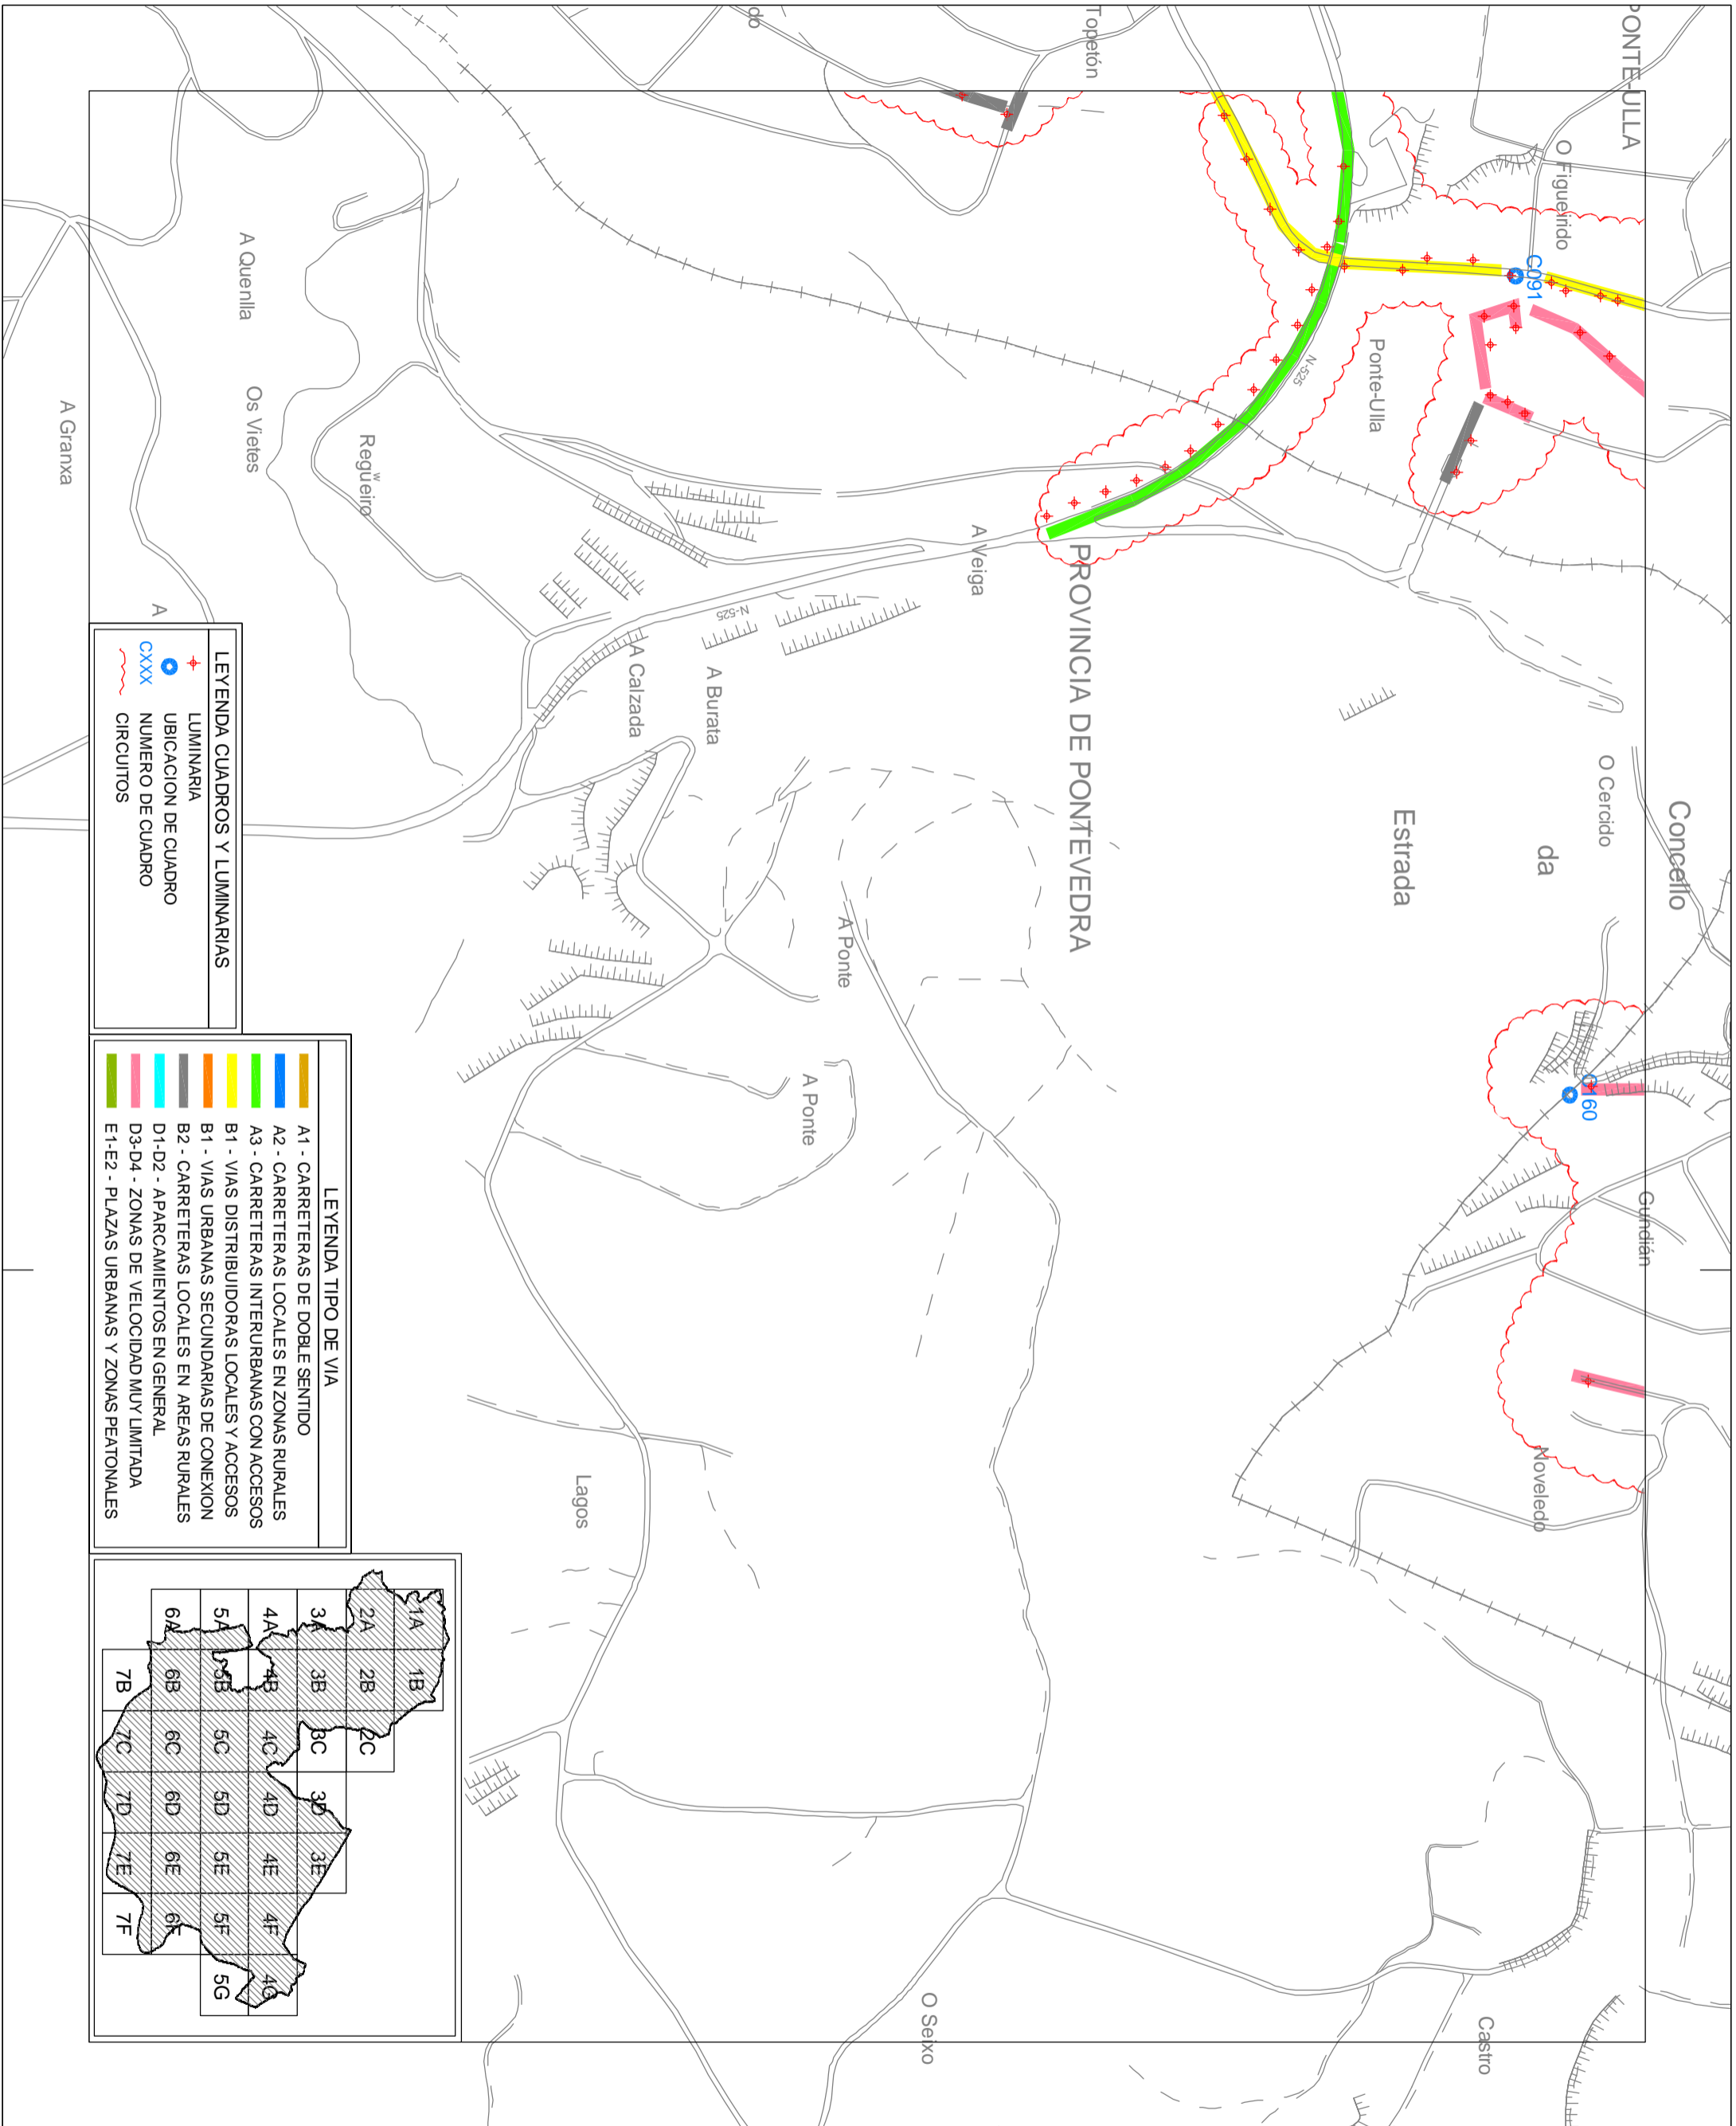 PONTE-ULLA
O Figueirido
C091
Topetón
do
N-525
Ponte-Ulla
A Quenlla
Os Vietes
A Granxa
Regueiro
w
A
A Veiga
N-525
A Calzada
A Burata
PROVINCIA DE PONTEVEDRA
Concello
da
Estrada
O Cercido
A Ponte
A Ponte
C160
Gundián
Noveledo
Lagos
O Seixo
Castro
LEYENDA CUADROS Y LUMINARIAS
LUMINARIA
UBICACION DE CUADRO
CXXX NUMERO DE CUADRO
CIRCUITOS
LEYENDA TIPO DE VIA
A1 - CARRETERAS DE DOBLE SENTIDO
A2 - CARRETERAS LOCALES EN ZONAS RURALES
A3 - CARRETERAS INTERURBANAS CON ACCESOS
B1 - VIAS DISTRIBUIDORAS LOCALES Y ACCESOS
B1 - VIAS URBANAS SECUNDARIAS DE CONEXION
B2 - CARRETERAS LOCALES EN AREAS RURALES
D1-D2 - APARCAMIENTOS EN GENERAL
D3-D4 - ZONAS DE VELOCIDAD MUY LIMITADA
E1-E2 - PLAZAS URBANAS Y ZONAS PEATONALES
1A 1B
2A 2B 2C
3A 3B 3C 3D 3E
4A 4B 4C 4D 4E 4F 4G
5A 5B 5C 5D 5E 5F 5G
6A 6B 6C 6D 6E 6F
7B 7C 7D 7E 7F